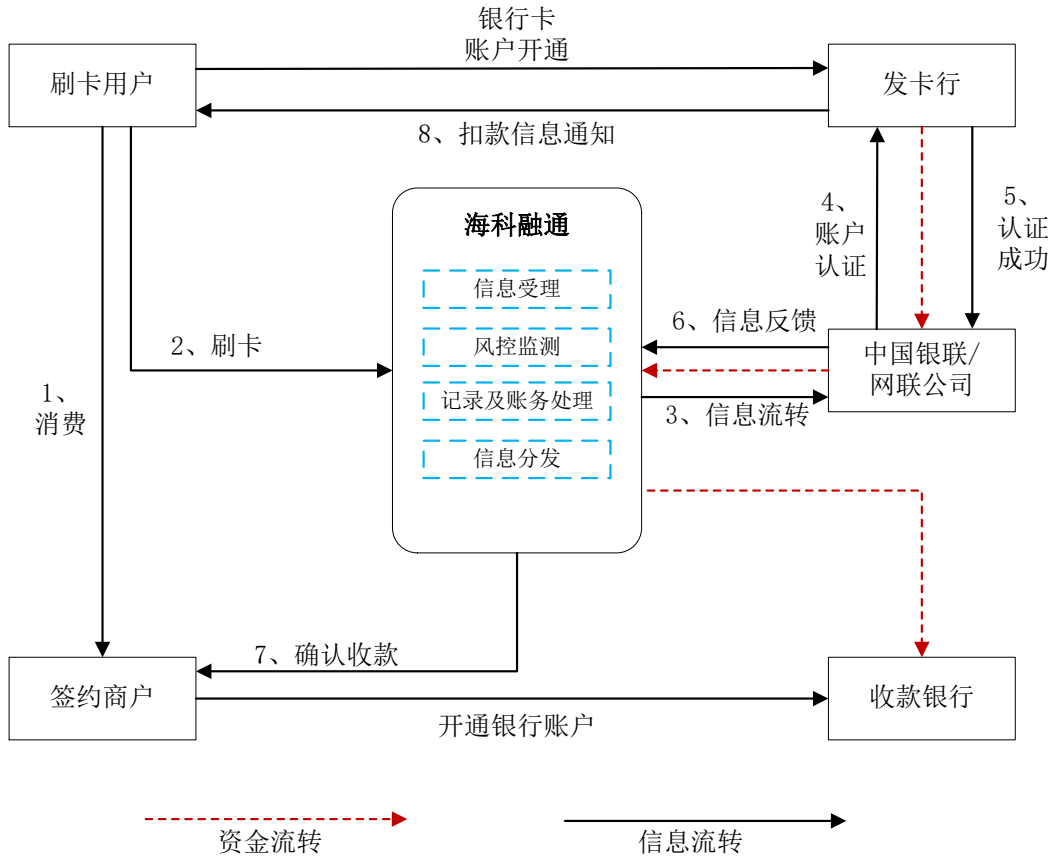 银行卡
账户开通
刷卡用户
发卡行
8、扣款信息通知
4、
账户
认证
5、
认证
成功
海科融通
信息受理
风控监测
记录及账务处理
信息分发
6、信息反馈
中国银联/
网联公司
3、信息流转
2、刷卡
1、
消费
7、确认收款
签约商户
收款银行
开通银行账户
资金流转
信息流转